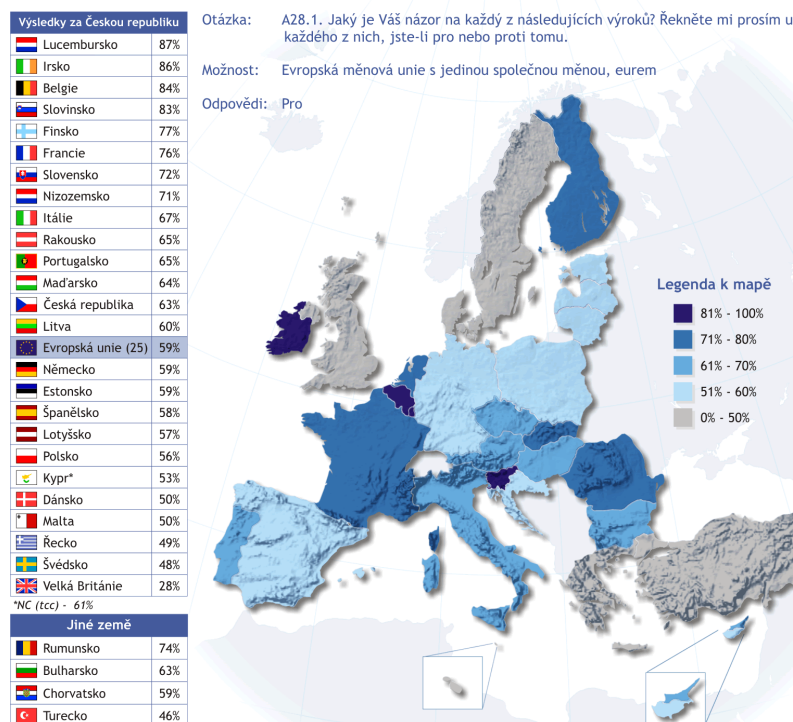 Výsledky za Českou republiku
Lucembursko 87%
Irsko 86%
Belgie 84%
Slovinsko 83%
Finsko 77%
Francie 76%
Slovensko 72%
Nizozemsko 71%
Itálie 67%
Rakousko 65%
Portugalsko 65%
Maďarsko 64%
Česká republika 63%
Litva 60%
Evropská unie (25) 59%
Německo 59%
Estonsko 59%
Španělsko 58%
Lotyšsko 57%
Polsko 56%
Kypr* 53%
Dánsko 50%
Malta 50%
Řecko 49%
Švédsko 48%
Velká Británie 28%
*NC (tcc) - 61%
Jiné země
Rumunsko 74%
Bulharsko 63%
Chorvatsko 59%
Turecko 46%
Otázka: A28.1. Jaký je Váš názor na každý z následujících výroků? Řekněte mi prosím u
každého z nich, jste-li pro nebo proti tomu.
Možnost: Evropská měnová unie s jedinou společnou měnou, eurem
Odpovědi: Pro
Legenda k mapě
81% - 100%
71% - 80%
61% - 70%
51% - 60%
0% - 50%